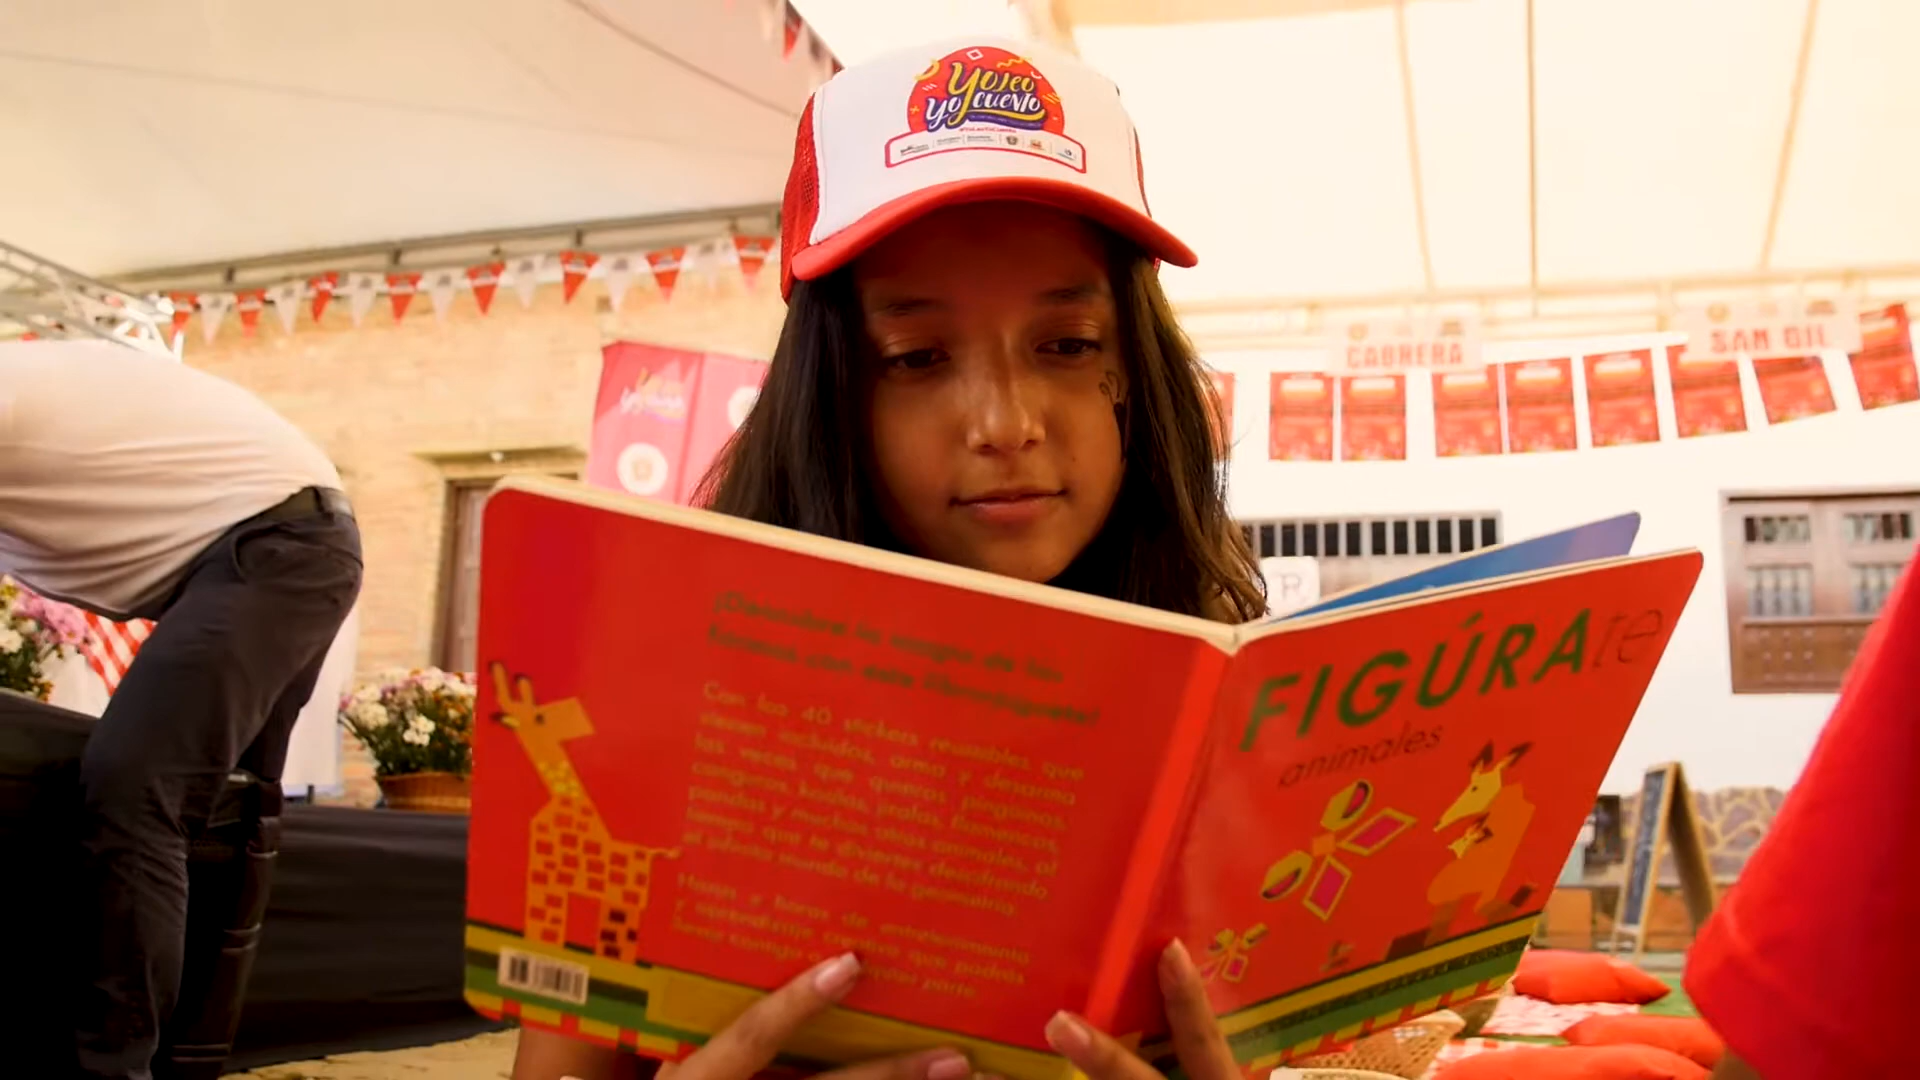 Yo leo
yo cuento
CABRERA
SAN GIL
¡Descubre la magia de las
formas con este libro-juguete!
Con los 40 stickers reusables que
vienen incluidos, arma y desarma
las veces que quieras pingüinos,
canguros, koalas, jirafas, flamencos,
pandas y muchos otros animales, al
tiempo que te diviertes descifrando
el infinito mundo de la geometría.
Horas y horas de entretenimiento
y aprendizaje creativo que podrás
llevar contigo a cualquier parte.
FIGÚRAte
animales
R